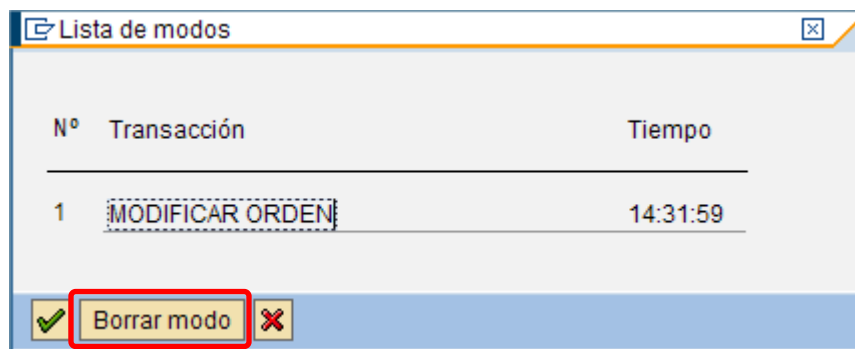 Lista de modos
Nº Transacción Tiempo
1 MODIFICAR ORDEN 14:31:59
Borrar modo